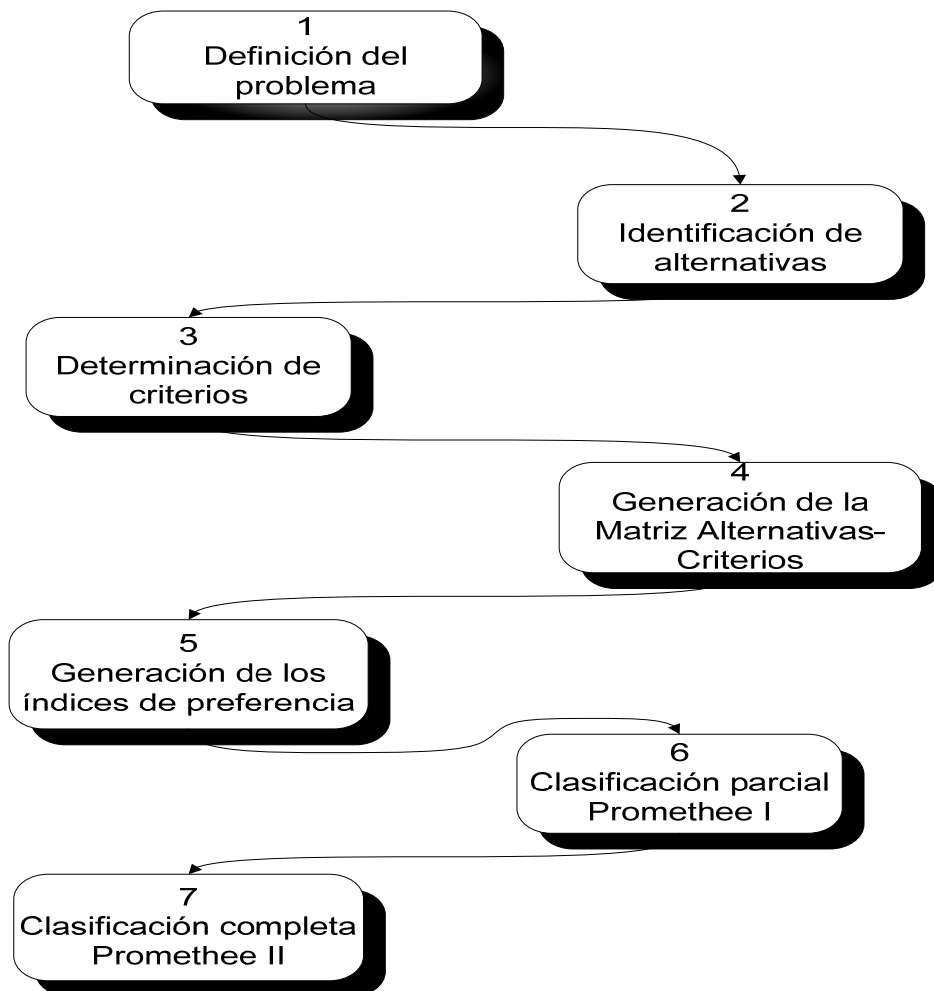 1
Definición del
problema
2
Identificación de
alternativas
3
Determinación de
criterios
4
Generación de la
Matriz Alternativas-
Criterios
5
Generación de los
índices de preferencia
6
Clasificación parcial
Promethee I
7
Clasificación completa
Promethee II